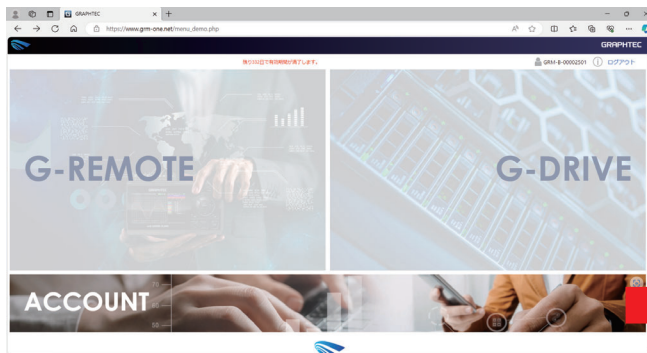 GRAPHTEC
https://www.grm-one.net/menu_demo.php
GRAPHTEC
GRM-B-00002501
ログアウト
G-REMOTE
G-DRIVE
ACCOUNT